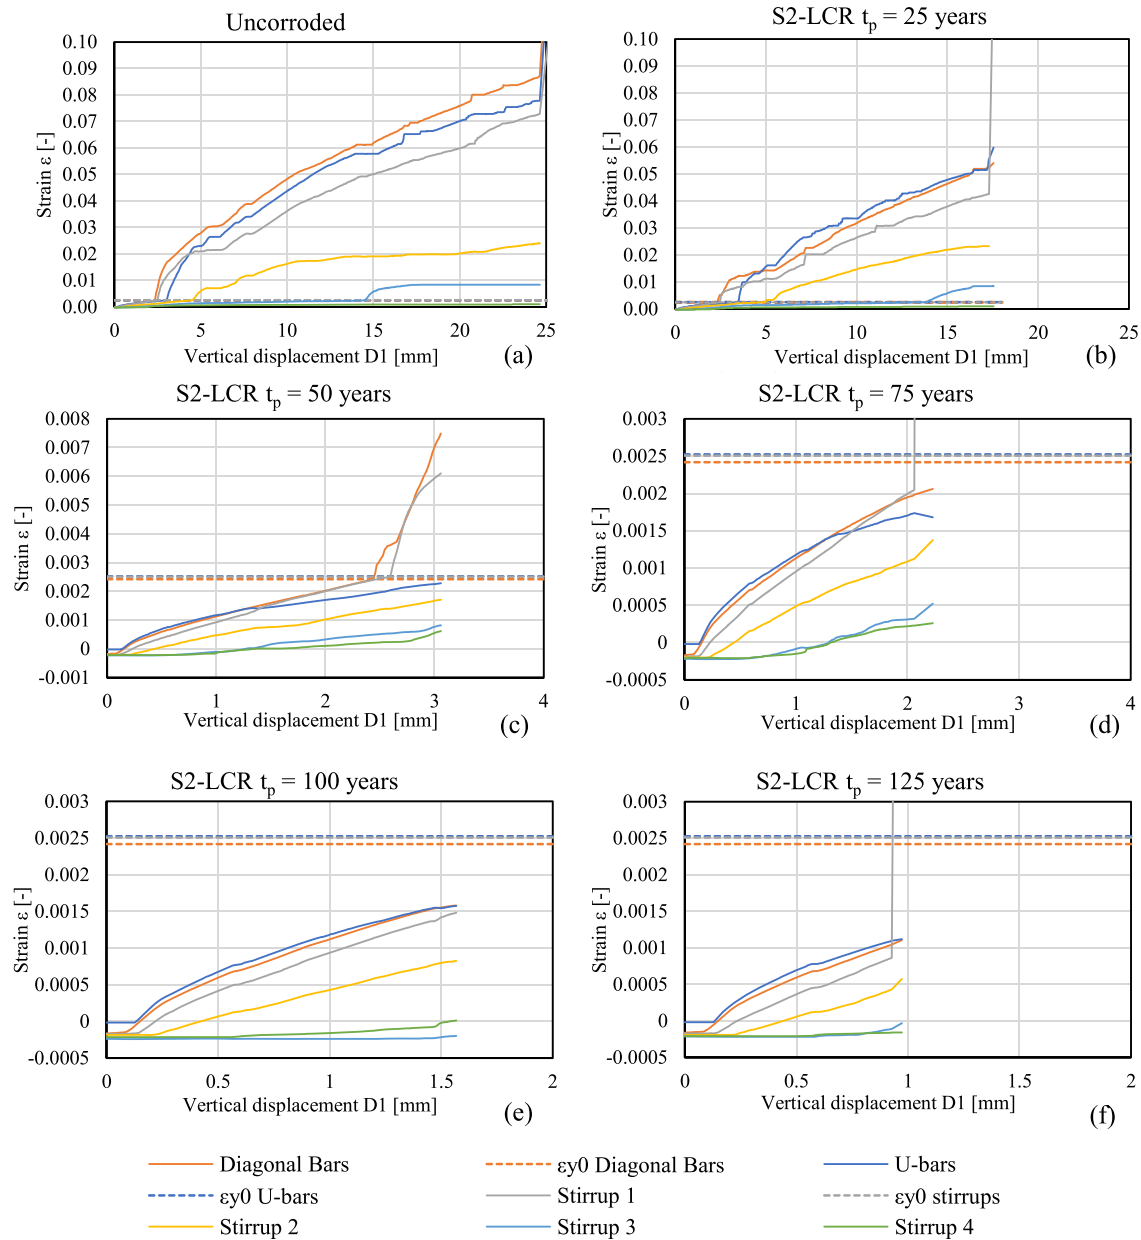 Uncorroded
0.10
0.09
0.08
0.07
0.06
0.05
0.04
0.03
0.02
0.01
0.00
Strain ε [-]
0 5 10 15 20 25
Vertical displacement D1 [mm]
(a)
S2-LCR tp = 25 years
0.10
0.09
0.08
0.07
0.06
0.05
0.04
0.03
0.02
0.01
0.00
Strain ε [-]
0 5 10 15 20 25
Vertical displacement D1 [mm]
(b)
S2-LCR tp = 50 years
0.008
0.007
0.006
0.005
0.004
0.003
0.002
0.001
0
-0.001
Strain ε [-]
0 1 2 3 4
Vertical displacement D1 [mm]
(c)
S2-LCR tp = 75 years
0.003
0.0025
0.002
0.0015
0.001
0.0005
0
-0.0005
Strain ε [-]
0 1 2 3 4
Vertical displacement D1 [mm]
(d)
S2-LCR tp = 100 years
0.003
0.0025
0.002
0.0015
0.001
0.0005
0
-0.0005
Strain ε [-]
0 0.5 1 1.5 2
Vertical displacement D1 [mm]
(e)
S2-LCR tp = 125 years
0.003
0.0025
0.002
0.0015
0.001
0.0005
0
-0.0005
Strain ε [-]
0 0.5 1 1.5 2
Vertical displacement D1 [mm]
(f)
Diagonal Bars εy0 Diagonal Bars U-bars
εy0 U-bars Stirrup 1 εy0 stirrups
Stirrup 2 Stirrup 3 Stirrup 4